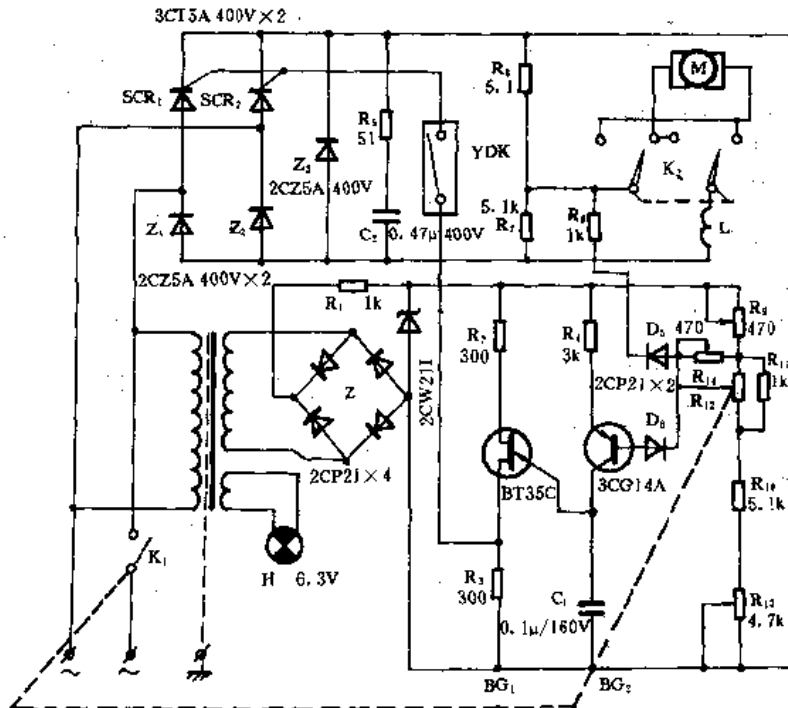 3CT5A 400V×2
R₈
5.1
M
SCR₁
SCR₂
R₅
51
YDK
Z₃
2CZ5A 400V
K₂
5.1k
R₇
R₆
1k
Z₁
Z₂
C₂
0.47μ 400V
L
2CZ5A 400V×2
R₁
1k
R₉
470
D₅
470
R₂
300
R₄
3k
2CW21I
2CP21×2
R₁₄
R₁₂
R₁₁
1k
Z
2CP21×4
BT35C
3CG14A
D₆
R₁₀
5.1k
K₁
H
6.3V
R₃
300
C₁
0.1μ/160V
R₁₃
4.7k
~
~
BG₁
BG₂